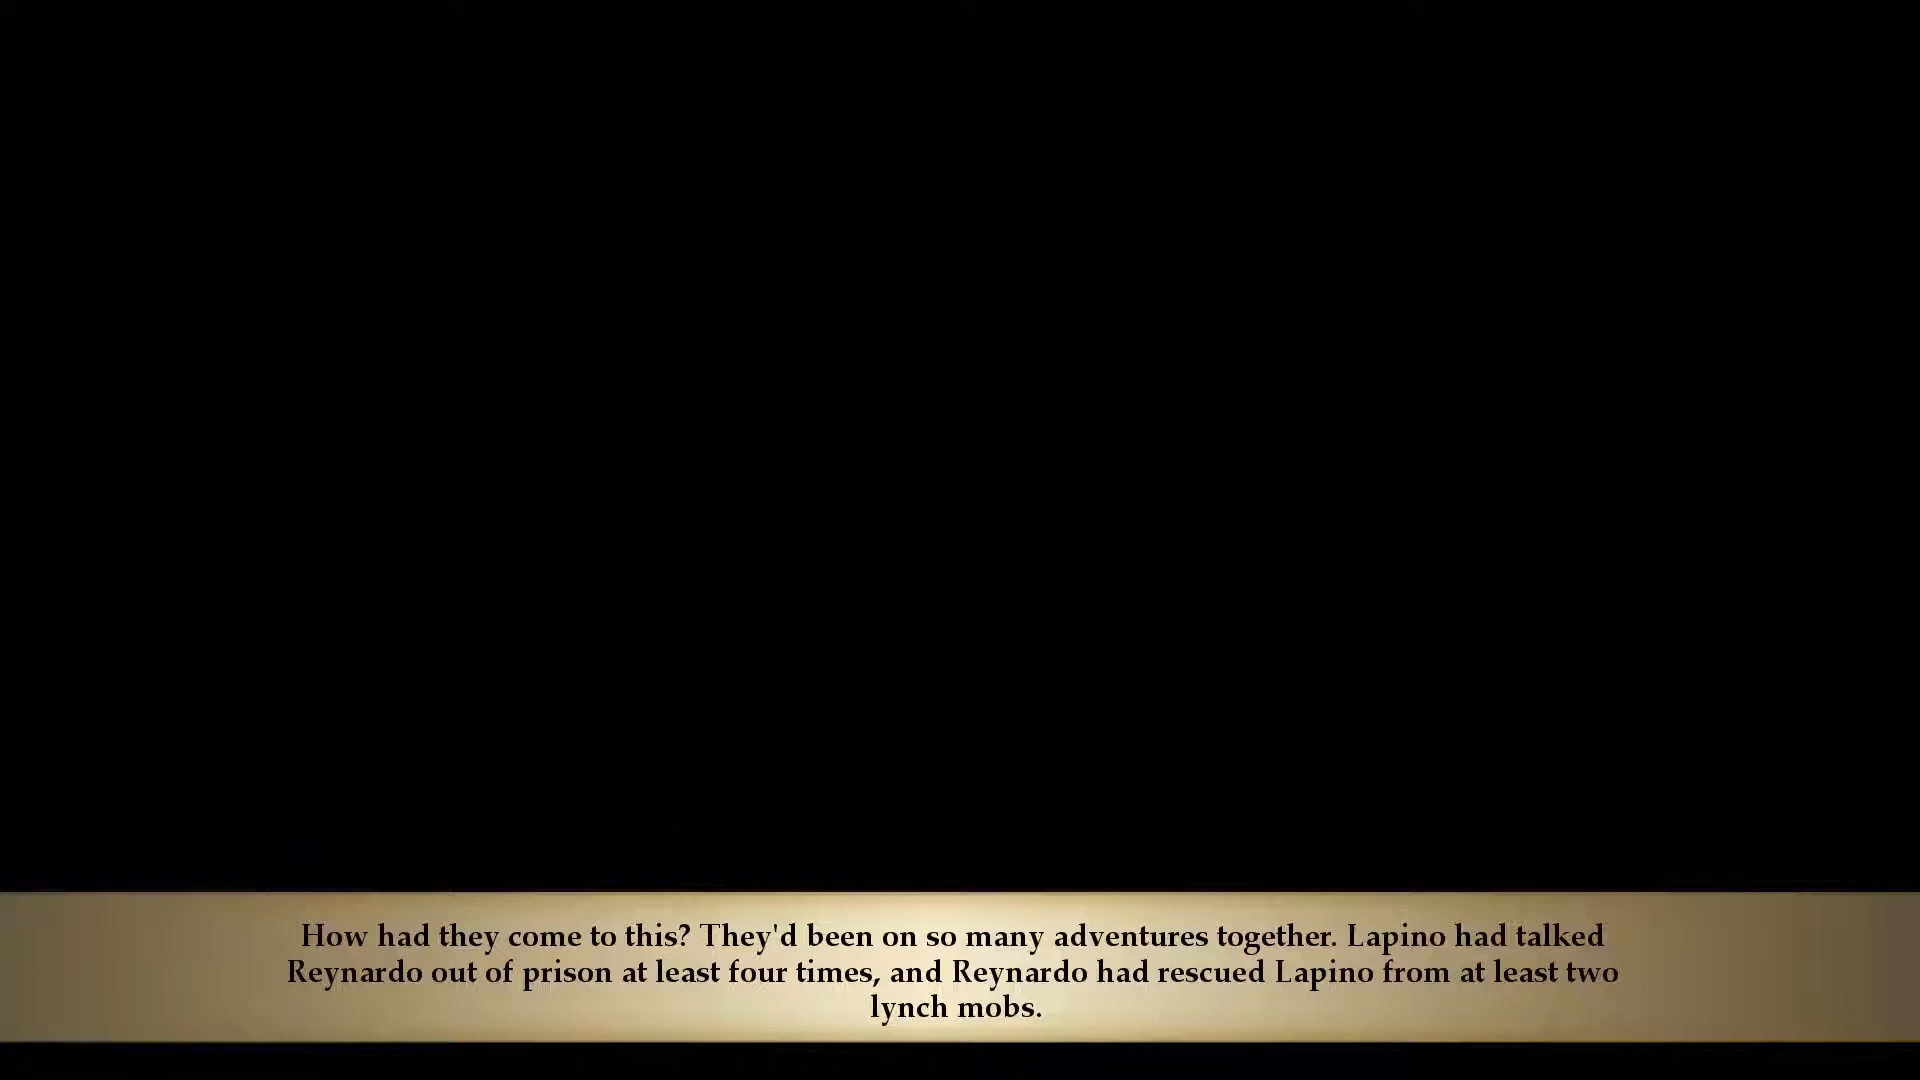 How had they come to this? They'd been on so many adventures together. Lapino had talked
Reynardo out of prison at least four times, and Reynardo had rescued Lapino from at least two
lynch mobs.